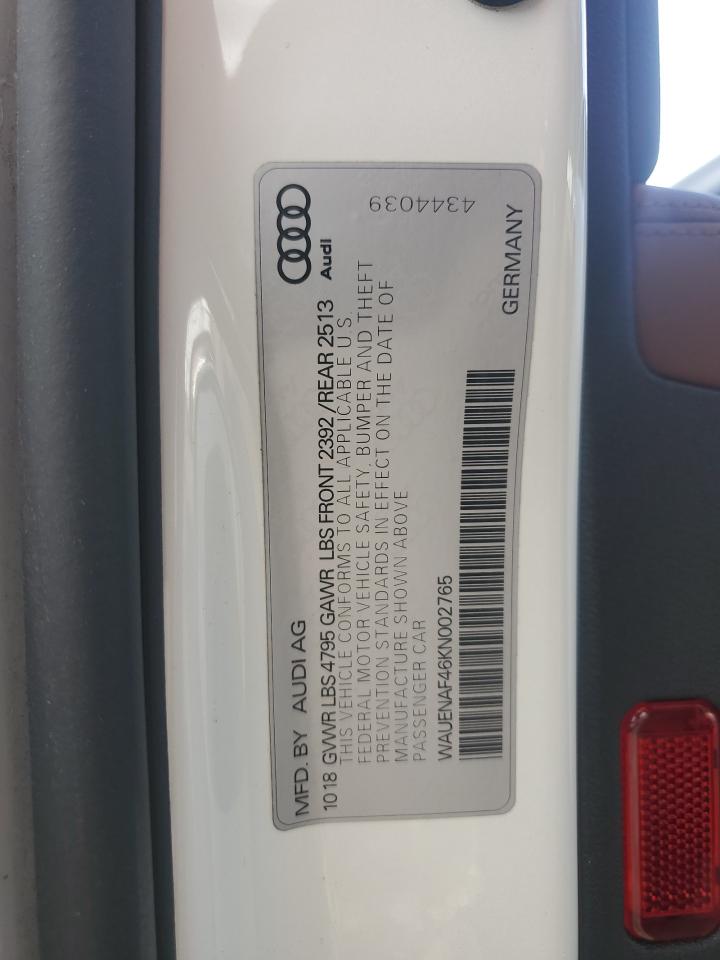 MFD. BY AUDI AG
Audi
1018 GVWR LBS 4795 GAWR LBS FRONT 2392 /REAR 2513
THIS VEHICLE CONFORMS TO ALL APPLICABLE U.S.
FEDERAL MOTOR VEHICLE SAFETY, BUMPER AND THEFT
PREVENTION STANDARDS IN EFFECT ON THE DATE OF
MANUFACTURE SHOWN ABOVE
PASSENGER CAR
4344039
WAUENAF46KN002765
GERMANY